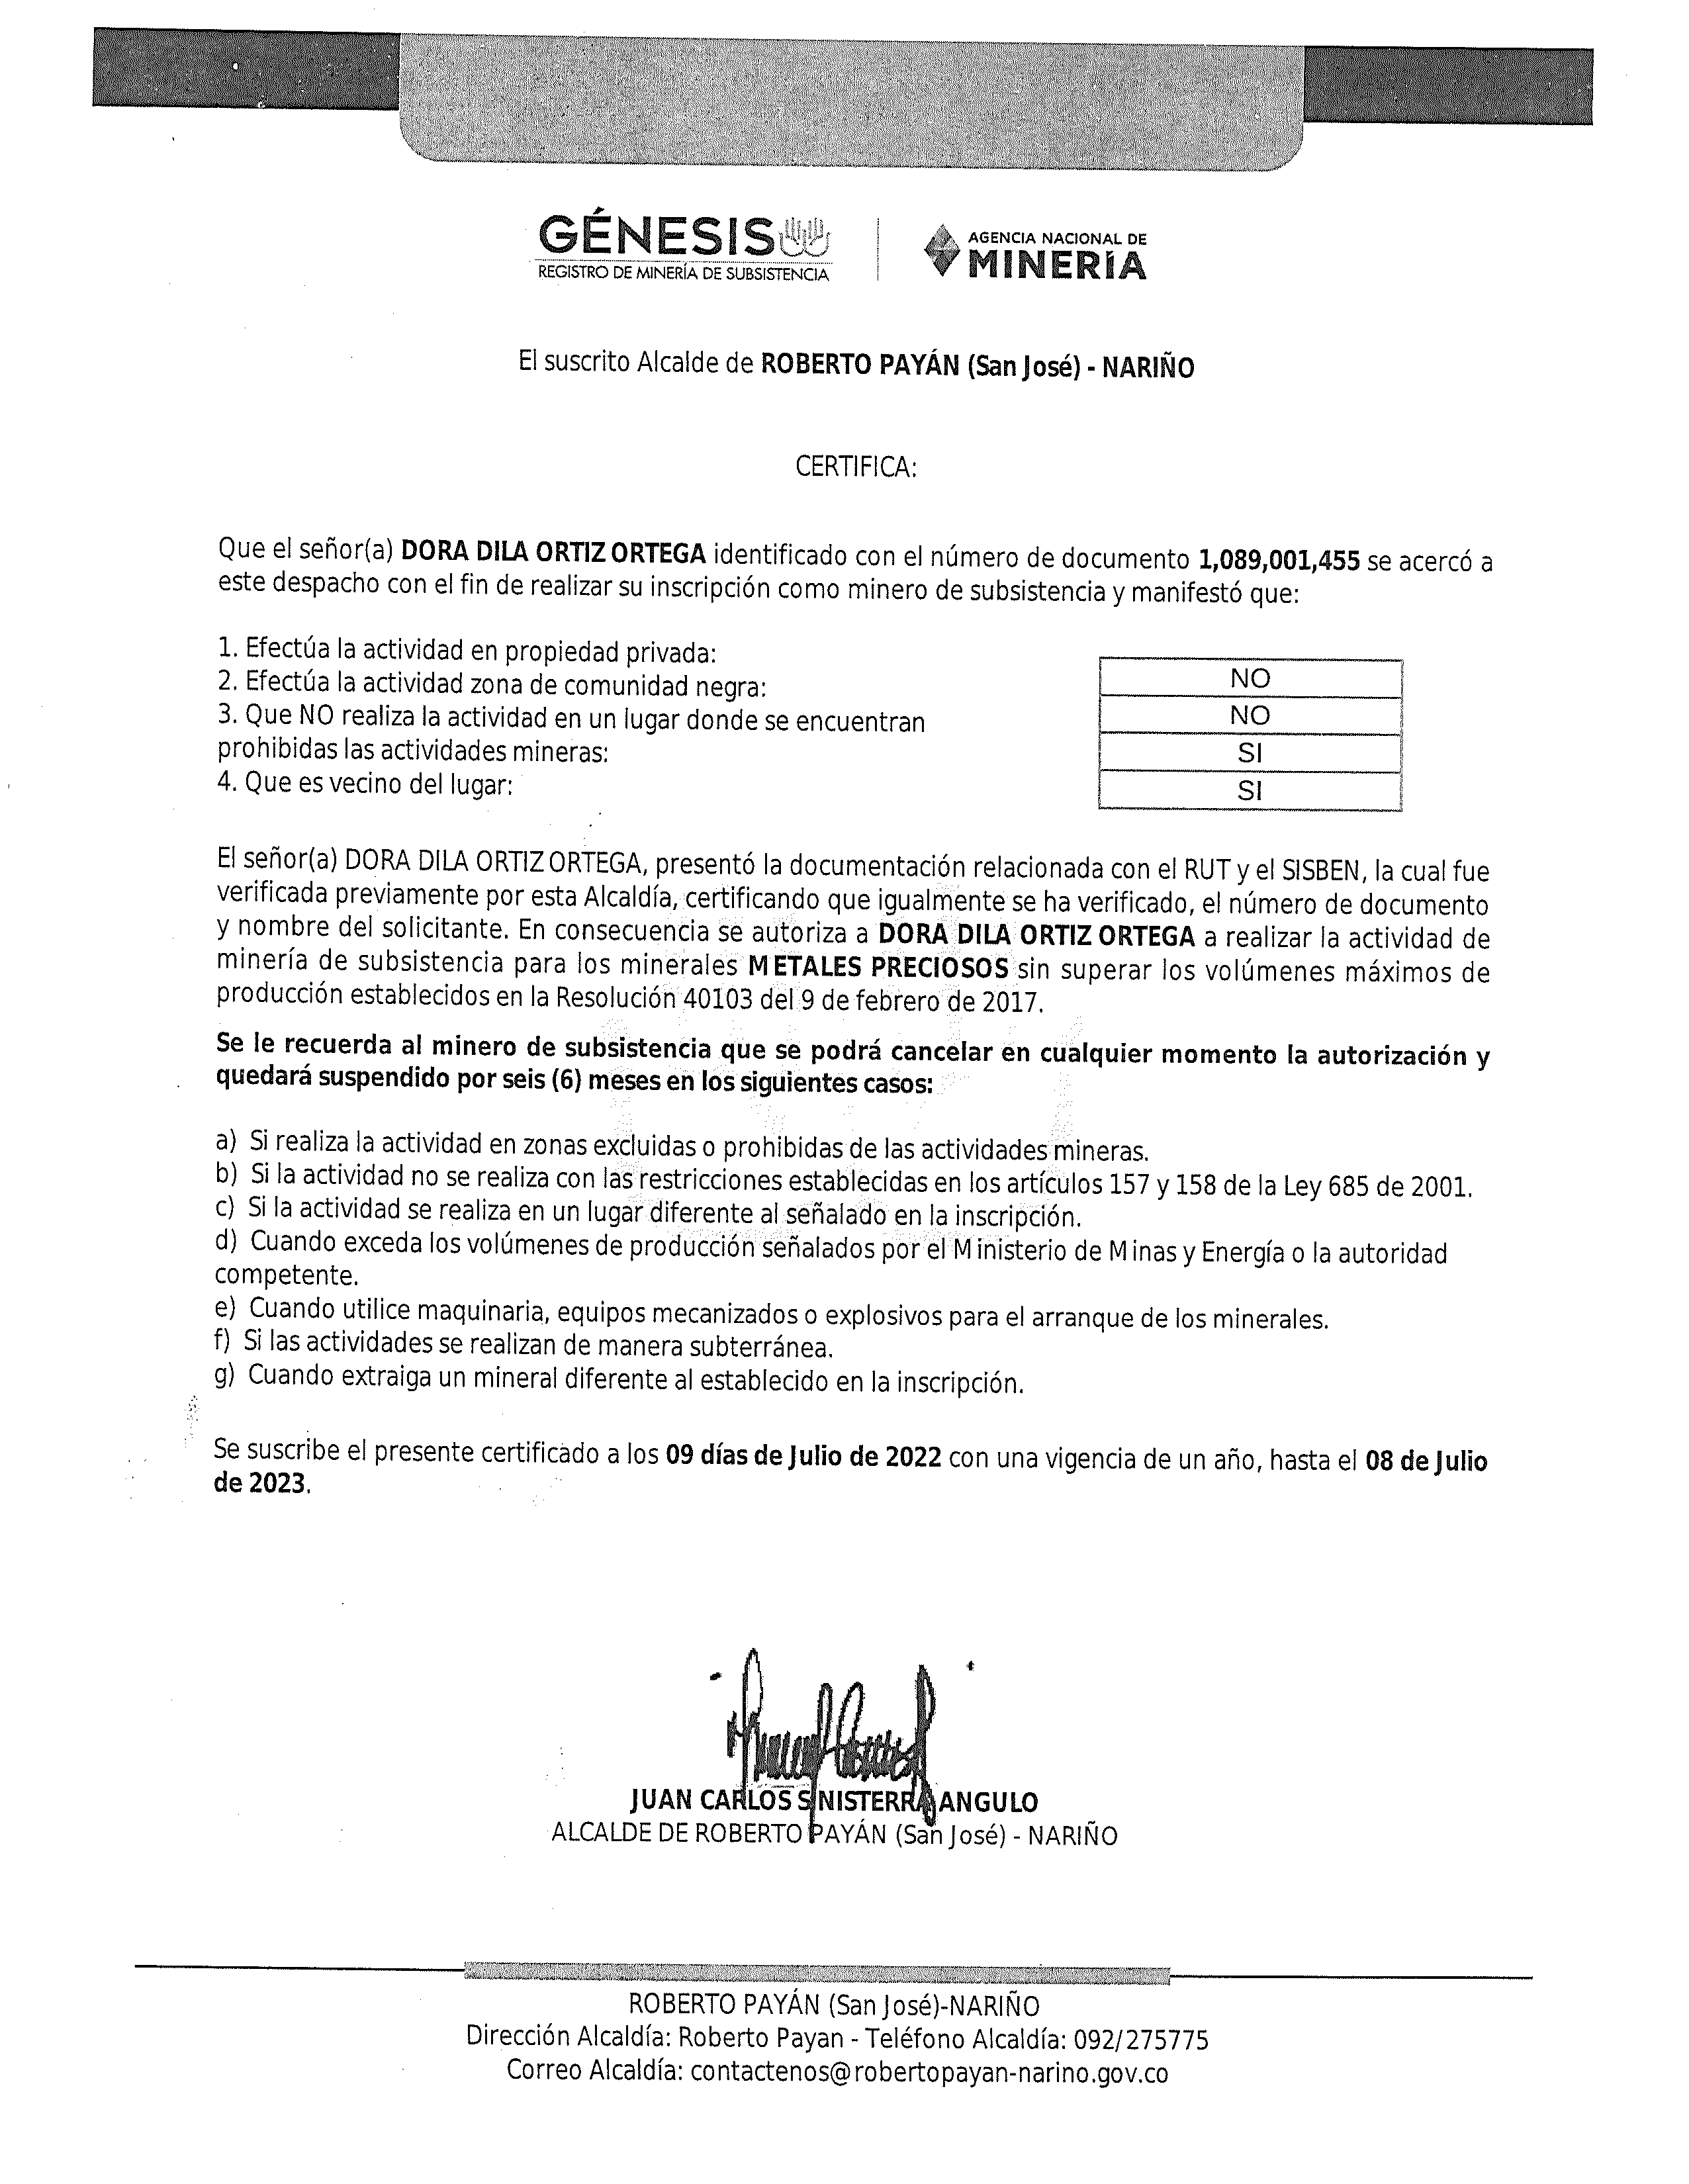 GÉNESIS
REGISTRO DE MINERÍA DE SUBSISTENCIA
AGENCIA NACIONAL DE
MINERÍA
El suscrito Alcalde de ROBERTO PAYÁN (San José) - NARIÑO
CERTIFICA:
Que el señor(a) DORA DILA ORTIZ ORTEGA identificado con el número de documento 1,089,001,455 se acercó a
este despacho con el fin de realizar su inscripción como minero de subsistencia y manifestó que:
1. Efectúa la actividad en propiedad privada:
NO
2. Efectúa la actividad zona de comunidad negra:
NO
3. Que NO realiza la actividad en un lugar donde se encuentran
prohibidas las actividades mineras:
SI
4. Que es vecino del lugar:
SI
El señor(a) DORA DILA ORTIZ ORTEGA, presentó la documentación relacionada con el RUT y el SISBEN, la cual fue
verificada previamente por esta Alcaldía, certificando que igualmente se ha verificado, el número de documento
y nombre del solicitante. En consecuencia se autoriza a DORA DILA ORTIZ ORTEGA a realizar la actividad de
minería de subsistencia para los minerales METALES PRECIOSOS sin superar los volúmenes máximos de
producción establecidos en la Resolución 40103 del 9 de febrero de 2017.
Se le recuerda al minero de subsistencia que se podrá cancelar en cualquier momento la autorización y
quedará suspendido por seis (6) meses en los siguientes casos:
a) Si realiza la actividad en zonas excluidas o prohibidas de las actividades mineras.
b) Si la actividad no se realiza con las restricciones establecidas en los artículos 157 y 158 de la Ley 685 de 2001.
c) Si la actividad se realiza en un lugar diferente al señalado en la inscripción.
d) Cuando exceda los volúmenes de producción señalados por el Ministerio de Minas y Energía o la autoridad
competente.
e) Cuando utilice maquinaria, equipos mecanizados o explosivos para el arranque de los minerales.
f) Si las actividades se realizan de manera subterránea.
g) Cuando extraiga un mineral diferente al establecido en la inscripción.
Se suscribe el presente certificado a los 09 días de Julio de 2022 con una vigencia de un año, hasta el 08 de Julio
de 2023.
JUAN CARLOS SINISTERRA ANGULO
ALCALDE DE ROBERTO PAYÁN (San José) - NARIÑO
ROBERTO PAYÁN (San José)-NARIÑO
Dirección Alcaldía: Roberto Payan - Teléfono Alcaldía: 092/275775
Correo Alcaldía: contactenos@robertopayan-narino.gov.co